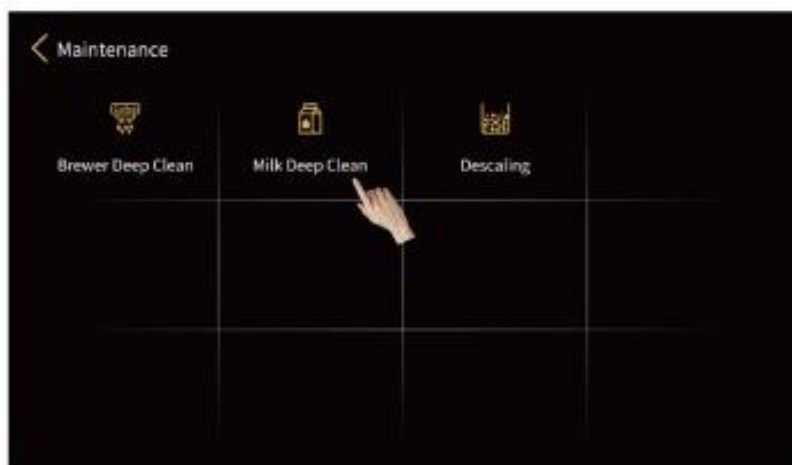 Maintenance
Brewer Deep Clean
Milk Deep Clean
Descaling